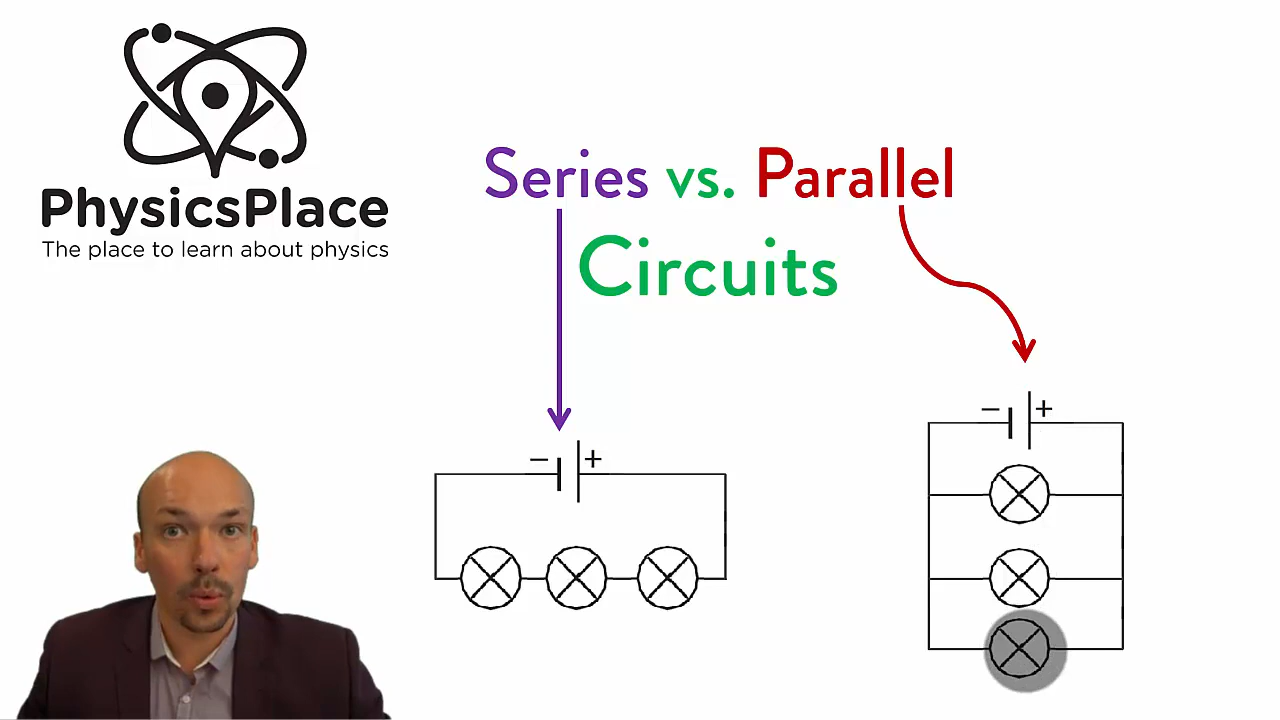 PhysicsPlace
The place to learn about physics
Series vs. Parallel
Circuits
− +
− +